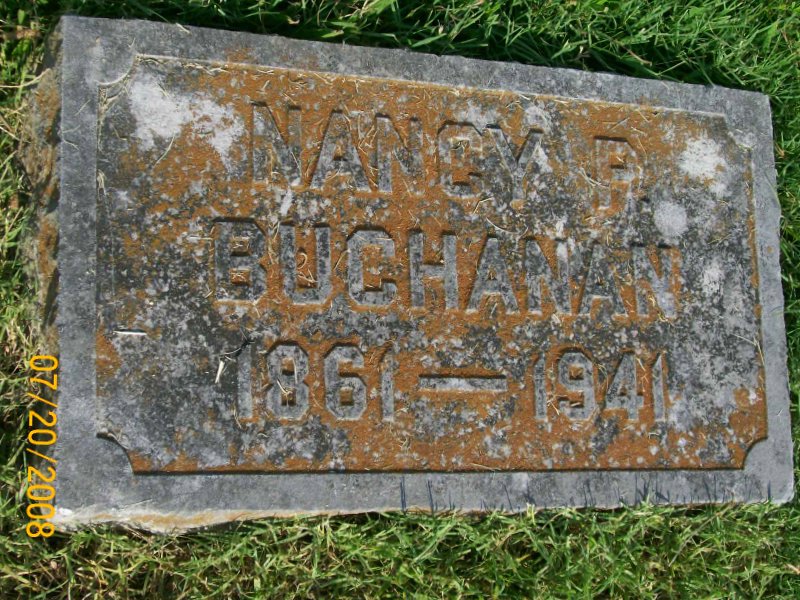 NANCY P.
BUCHANAN
1861 — 1941
07/20/2008